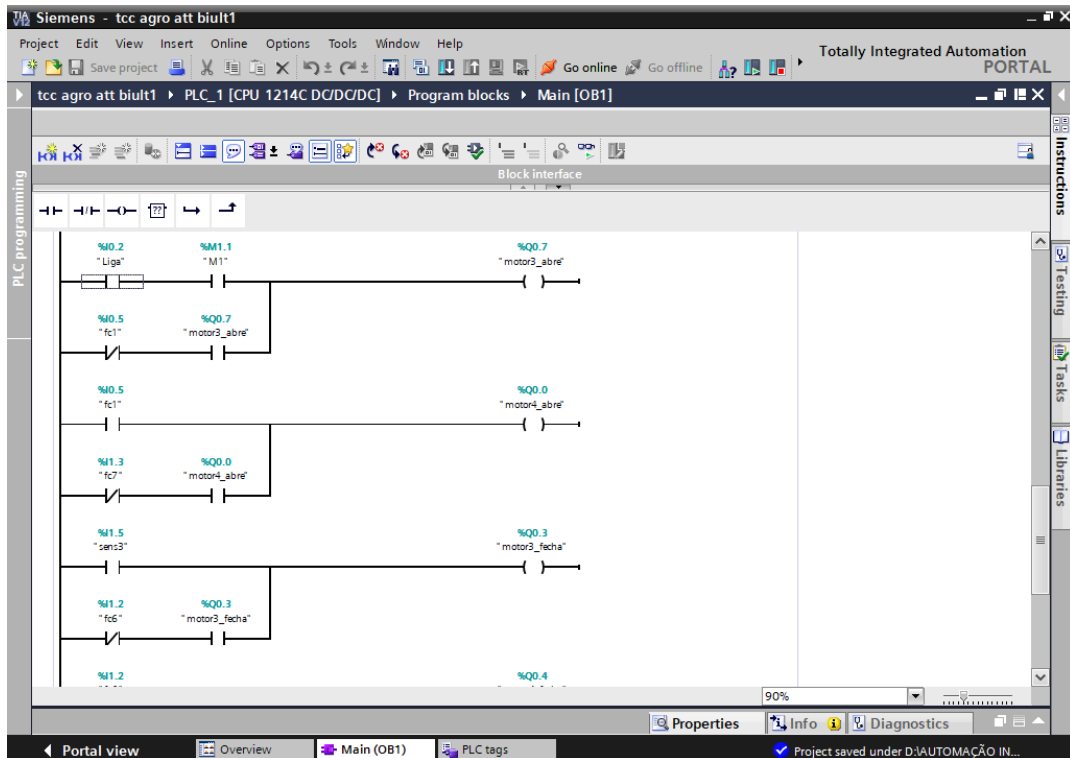 Siemens - tcc agro att biult1
Project Edit View Insert Online Options Tools Window Help
Totally Integrated Automation
PORTAL
Save project Go online Go offline
tcc agro att biult1 PLC_1 [CPU 1214C DC/DC/DC] Program blocks Main [OB1]
Block interface
PLC programming
Instructions
Testing
Tasks
Libraries
%I0.2 %M1.1 %Q0.7
"Liga" "M1" "motor3_abre"
%I0.5 %Q0.7
"fc1" "motor3_abre"
%I0.5 %Q0.0
"fc1" "motor4_abre"
%I1.3 %Q0.0
"fc7" "motor4_abre"
%I1.5 %Q0.3
"sens3" "motor3_fecha"
%I1.2 %Q0.3
"fc6" "motor3_fecha"
%I1.2 %Q0.4
90%
Properties Info Diagnostics
Portal view Overview Main (OB1) PLC tags Project saved under D:\AUTOMAÇÃO IN...